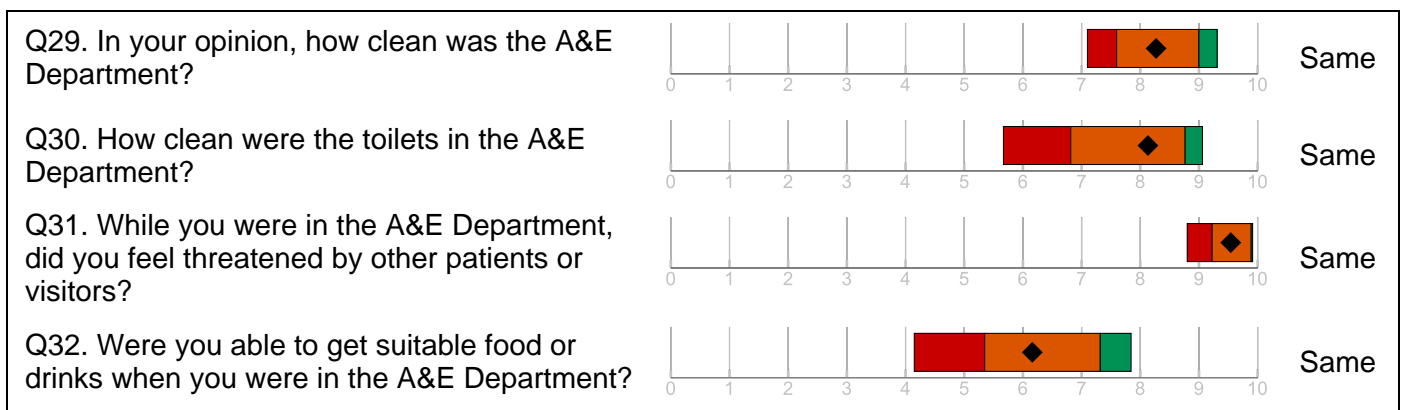 Q29. In your opinion, how clean was the A&E
Department?
0 1 2 3 4 5 6 7 8 9 10
Same
Q30. How clean were the toilets in the A&E
Department?
0 1 2 3 4 5 6 7 8 9 10
Same
Q31. While you were in the A&E Department,
did you feel threatened by other patients or
visitors?
0 1 2 3 4 5 6 7 8 9 10
Same
Q32. Were you able to get suitable food or
drinks when you were in the A&E Department?
0 1 2 3 4 5 6 7 8 9 10
Same